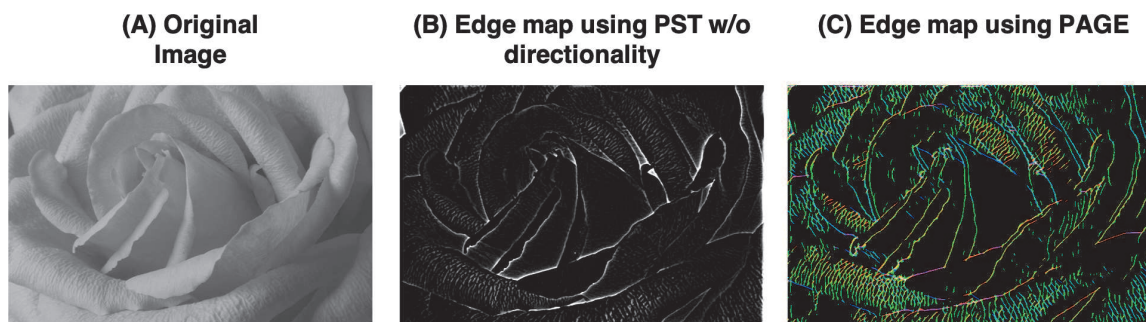 (A) Original
Image
(B) Edge map using PST w/o
directionality
(C) Edge map using PAGE